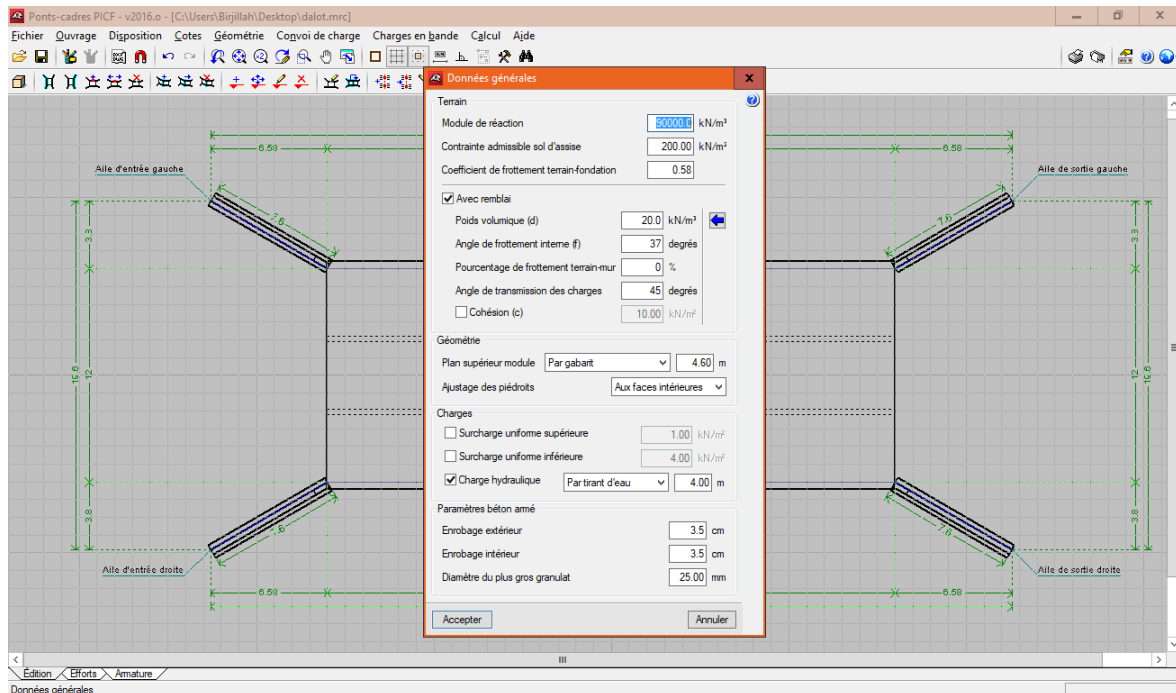 Ponts-cadres PICF - v2016.o - [C:\Users\Birjillah\Desktop\dalot.mrc]
Fichier Ouvrage Disposition Cotes Géométrie Convoi de charge Charges en bande Calcul Aide
Données générales
Terrain
Module de réaction 90000.0 kN/m³
Contrainte admissible sol d'assise 200.00 kN/m²
Coefficient de frottement terrain-fondation 0.58
Avec remblai
Poids volumique (d) 20.0 kN/m³
Angle de frottement interne (f) 37 degrés
Pourcentage de frottement terrain-mur 0 %
Angle de transmission des charges 45 degrés
Cohésion (c) 10.00 kN/m²
Géométrie
Plan supérieur module Par gabarit 4.60 m
Ajustage des piédroits Aux faces intérieures
Charges
Surcharge uniforme supérieure 1.00 kN/m²
Surcharge uniforme inférieure 4.00 kN/m²
Charge hydraulique Par tirant d'eau 4.00 m
Paramètres béton armé
Enrobage extérieur 3.5 cm
Enrobage intérieur 3.5 cm
Diamètre du plus gros granulat 25.00 mm
Accepter Annuler
6.58
6.58
Aile d'entrée gauche
Aile de sortie gauche
7.6
7.6
3.8
3.8
19.6
12
12
19.6
3.8
3.8
7.6
7.6
Aile d'entrée droite
Aile de sortie droite
6.58
6.58
Édition Efforts Armature
Données générales